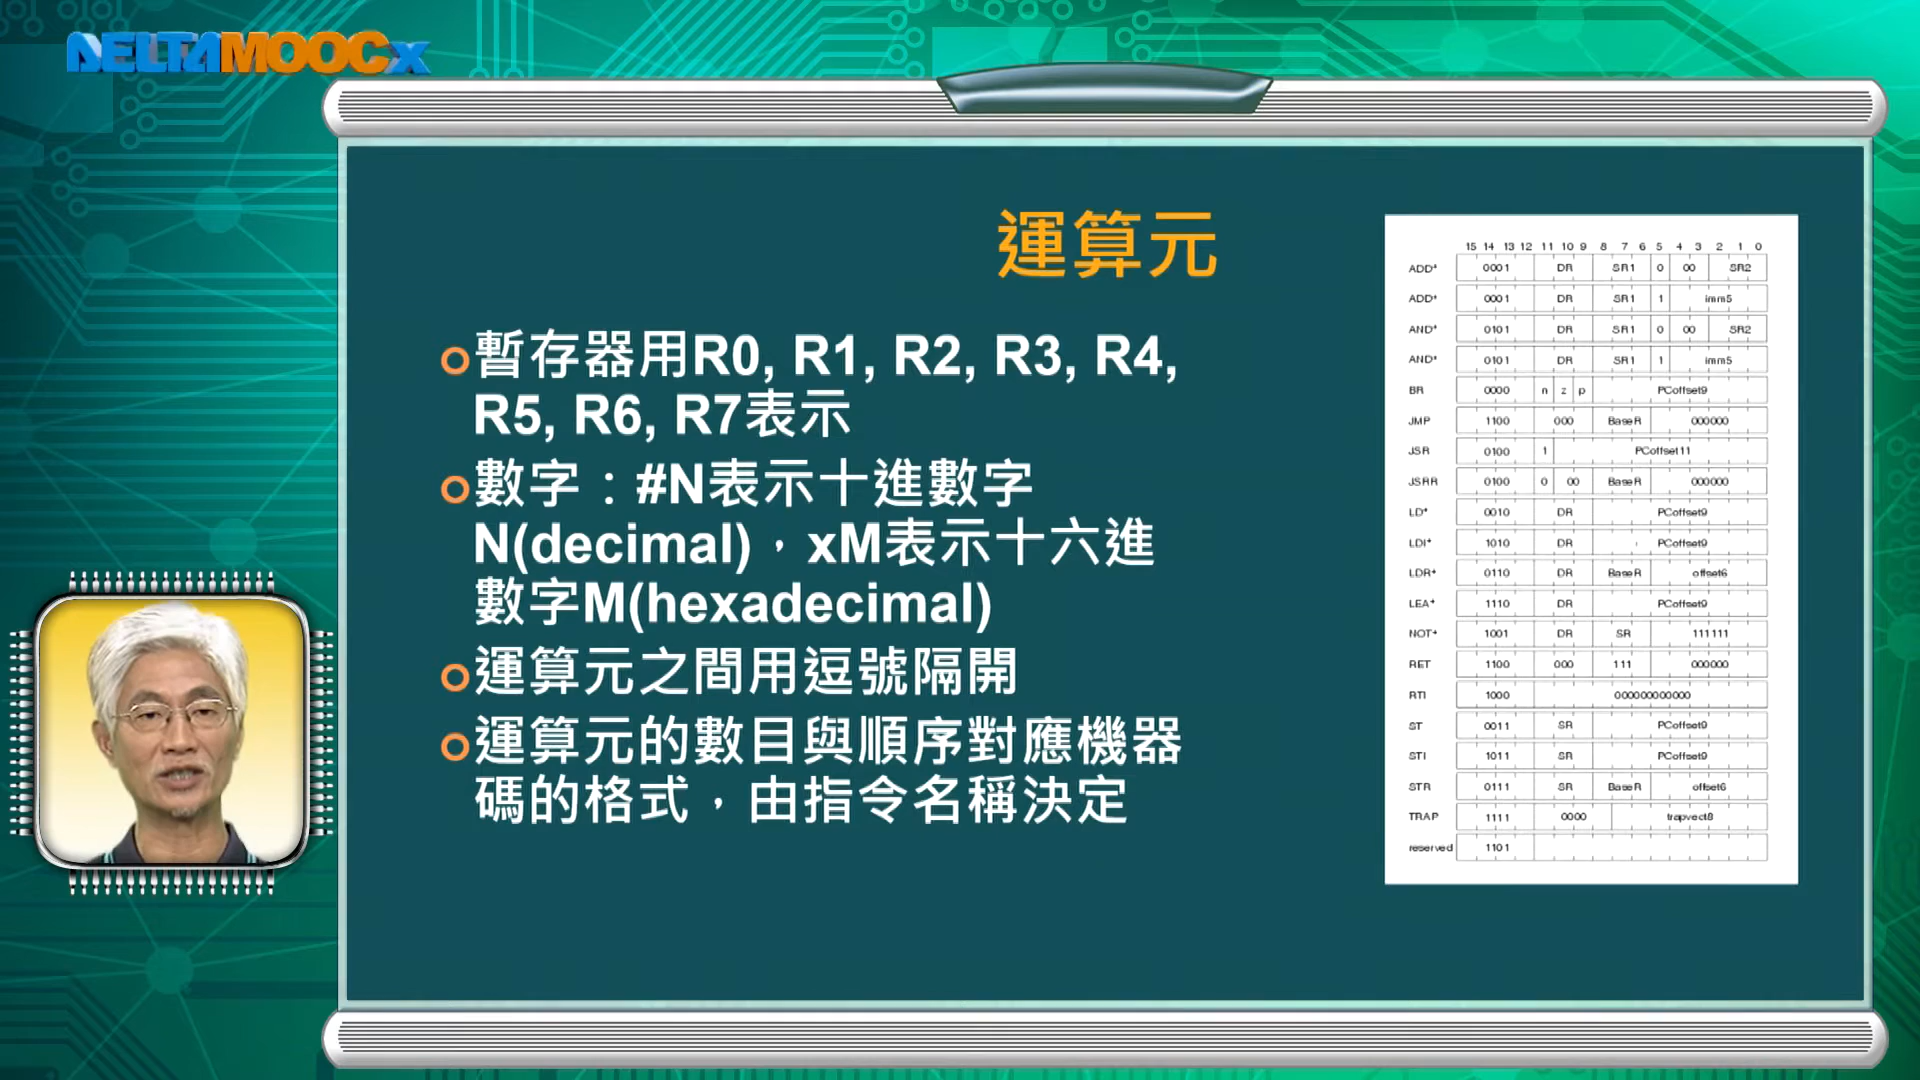 DELTAMOOCx
運算元
暫存器用R0, R1, R2, R3, R4,
R5, R6, R7表示
數字：#N表示十進數字
N(decimal)，xM表示十六進
數字M(hexadecimal)
運算元之間用逗號隔開
運算元的數目與順序對應機器
碼的格式，由指令名稱決定
15 14 13 12 11 10 9 8 7 6 5 4 3 2 1 0
ADD+ 0001 DR SR1 0 00 SR2
ADD+ 0001 DR SR1 1 imm5
AND+ 0101 DR SR1 0 00 SR2
AND+ 0101 DR SR1 1 imm5
BR 0000 n z p PCoffset9
JMP 1100 000 BaseR 000000
JSR 0100 1 PCoffset11
JSRR 0100 0 00 BaseR 000000
LD+ 0010 DR PCoffset9
LDI+ 1010 DR PCoffset9
LDR+ 0110 DR BaseR offset6
LEA+ 1110 DR PCoffset9
NOT+ 1001 DR SR 111111
RET 1100 000 111 000000
RTI 1000 000000000000
ST 0011 SR PCoffset9
STI 1011 SR PCoffset9
STR 0111 SR BaseR offset6
TRAP 1111 0000 trapvect8
reserved 1101